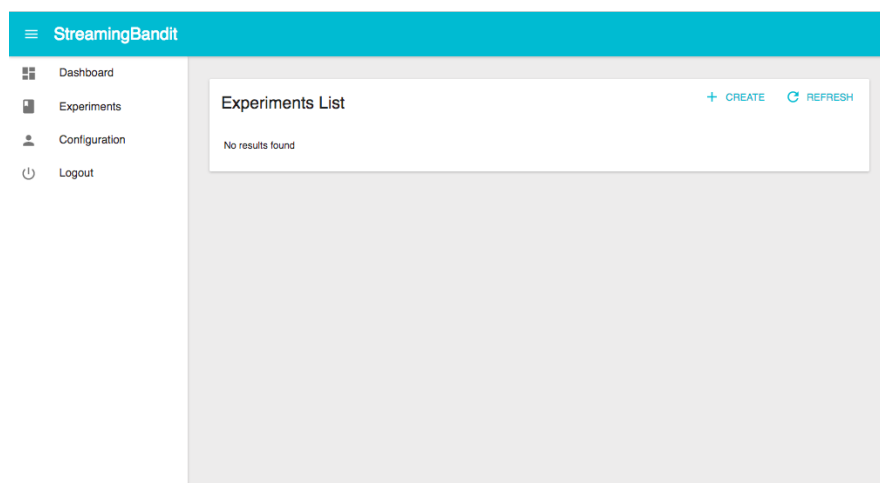 StreamingBandit
Dashboard
Experiments
Configuration
Logout
Experiments List
CREATE
REFRESH
No results found